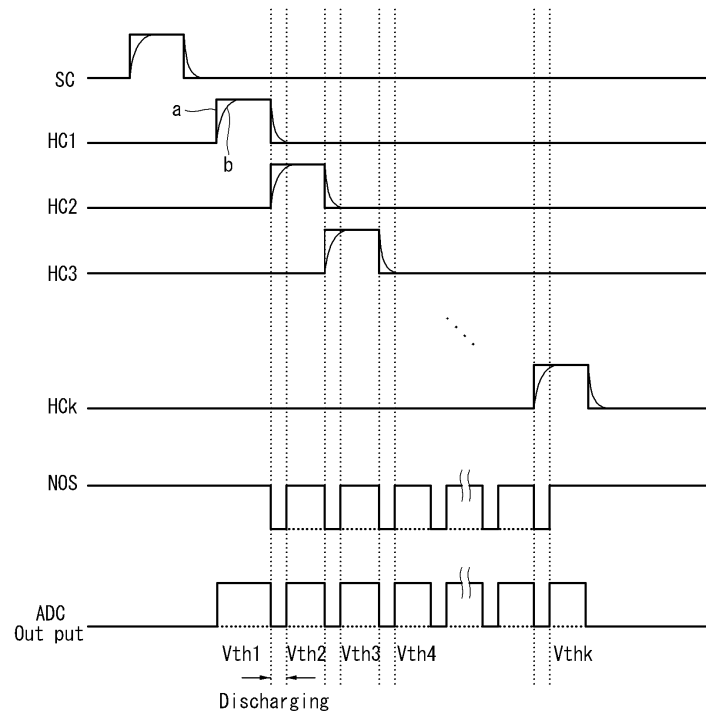 SC
a
HC1
b
HC2
HC3
HCk
NOS
ADC
Out put
Vth1 Vth2 Vth3 Vth4 Vthk
Discharging